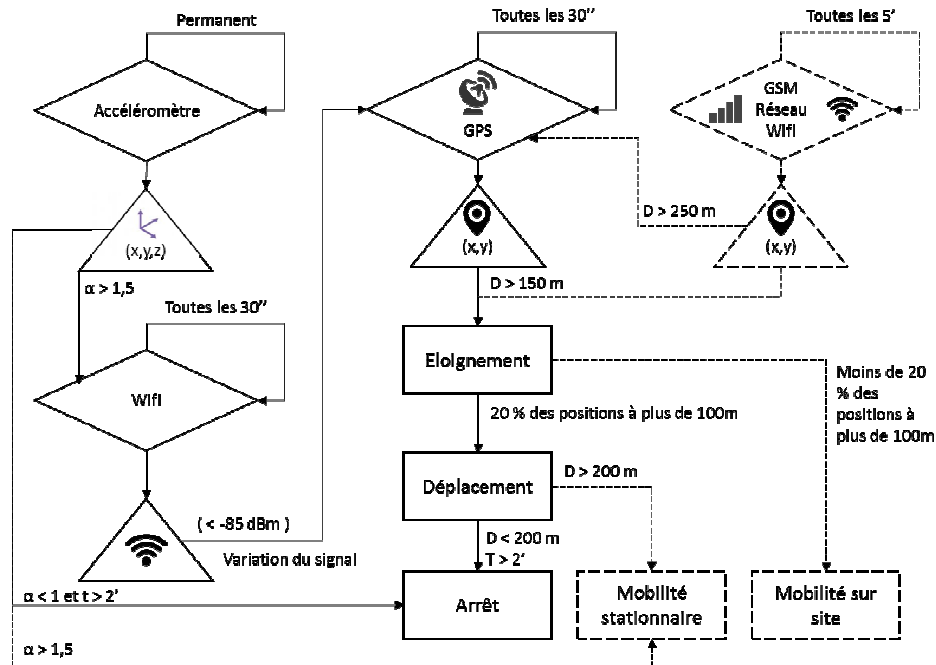 Permanent
Toutes les 30’’
Toutes les 5’
Accéléromètre
GPS
GSM
Réseau
Wifi
D > 250 m
(x,y,z)
(x,y)
(x,y)
α > 1,5
D > 150 m
Toutes les 30’’
Eloignement
Moins de 20
% des
positions à
plus de 100m
Wifi
20 % des positions à plus de 100m
Déplacement
D > 200 m
( < -85 dBm )
Variation du signal
D < 200 m
T > 2’
α < 1 et t > 2’
Arrêt
Mobilité
stationnaire
Mobilité sur
site
α > 1,5